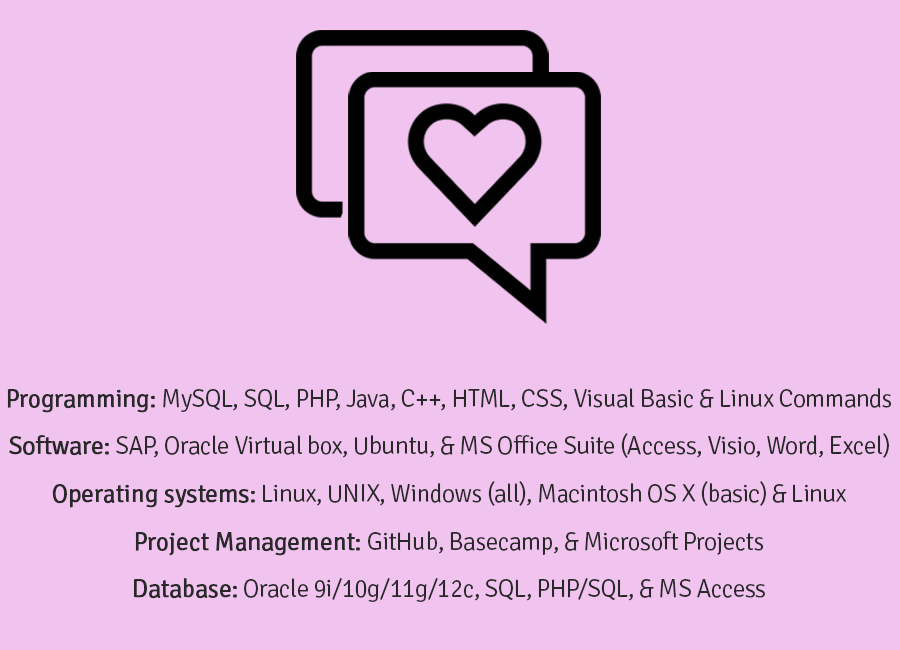 Programming: MySQL, SQL, PHP, Java, C++, HTML, CSS, Visual Basic & Linux Commands
Software: SAP, Oracle Virtual box, Ubuntu, & MS Office Suite (Access, Visio, Word, Excel)
Operating systems: Linux, UNIX, Windows (all), Macintosh OS X (basic) & Linux
Project Management: GitHub, Basecamp, & Microsoft Projects
Database: Oracle 9i/10g/11g/12c, SQL, PHP/SQL, & MS Access